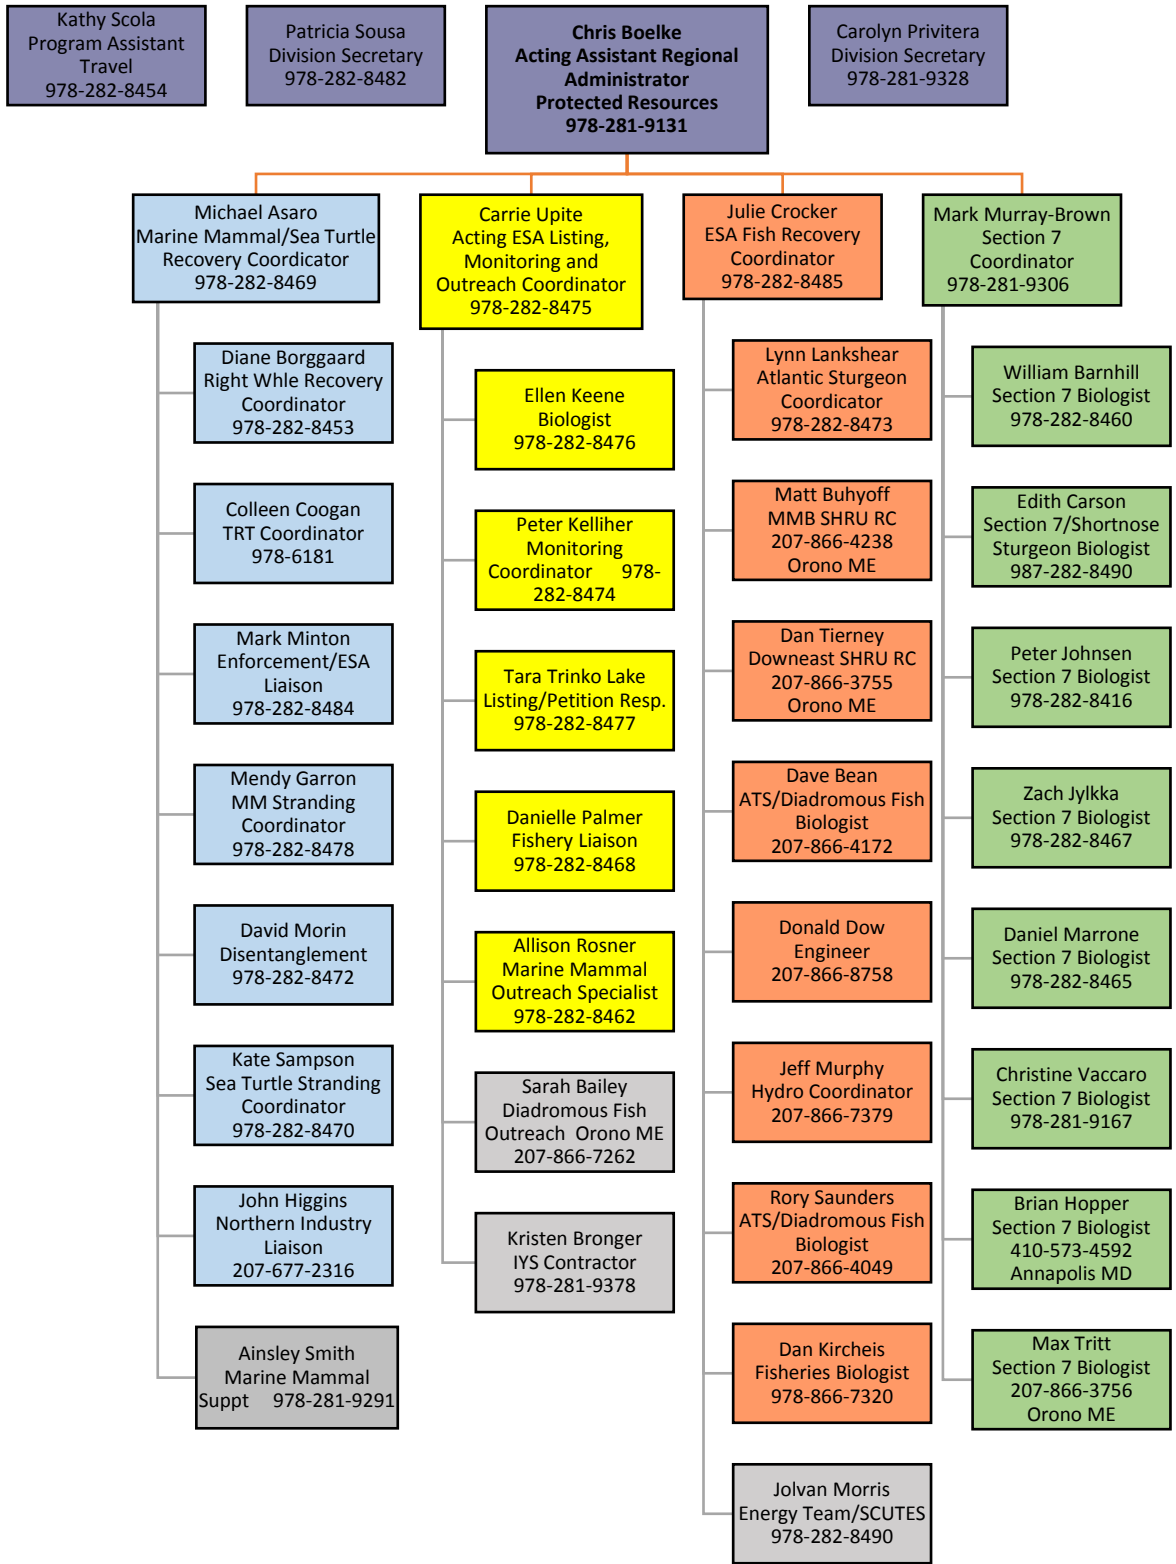 Kathy Scola
Program Assistant
Travel
978-282-8454
Patricia Sousa
Division Secretary
978-282-8482
Chris Boelke
Acting Assistant Regional
Administrator
Protected Resources
978-281-9131
Carolyn Privitera
Division Secretary
978-281-9328
Michael Asaro
Marine Mammal/Sea Turtle
Recovery Coordicator
978-282-8469
Diane Borggaard
Right Whle Recovery
Coordinator
978-282-8453
Colleen Coogan
TRT Coordinator
978-6181
Mark Minton
Enforcement/ESA
Liaison
978-282-8484
Mendy Garron
MM Stranding
Coordinator
978-282-8478
David Morin
Disentanglement
978-282-8472
Kate Sampson
Sea Turtle Stranding
Coordinator
978-282-8470
John Higgins
Northern Industry
Liaison
207-677-2316
Ainsley Smith
Marine Mammal
Suppt 978-281-9291
Carrie Upite
Acting ESA Listing,
Monitoring and
Outreach Coordinator
978-282-8475
Ellen Keene
Biologist
978-282-8476
Peter Kelliher
Monitoring
Coordinator 978-
282-8474
Tara Trinko Lake
Listing/Petition Resp.
978-282-8477
Danielle Palmer
Fishery Liaison
978-282-8468
Allison Rosner
Marine Mammal
Outreach Specialist
978-282-8462
Sarah Bailey
Diadromous Fish
Outreach Orono ME
207-866-7262
Kristen Bronger
IYS Contractor
978-281-9378
Julie Crocker
ESA Fish Recovery
Coordinator
978-282-8485
Lynn Lankshear
Atlantic Sturgeon
Coordicator
978-282-8473
Matt Buhyoff
MMB SHRU RC
207-866-4238
Orono ME
Dan Tierney
Downeast SHRU RC
207-866-3755
Orono ME
Dave Bean
ATS/Diadromous Fish
Biologist
207-866-4172
Donald Dow
Engineer
207-866-8758
Jeff Murphy
Hydro Coordinator
207-866-7379
Rory Saunders
ATS/Diadromous Fish
Biologist
207-866-4049
Dan Kircheis
Fisheries Biologist
978-866-7320
Jolvan Morris
Energy Team/SCUTES
978-282-8490
Mark Murray-Brown
Section 7
Coordinator
978-281-9306
William Barnhill
Section 7 Biologist
978-282-8460
Edith Carson
Section 7/Shortnose
Sturgeon Biologist
987-282-8490
Peter Johnsen
Section 7 Biologist
978-282-8416
Zach Jylkka
Section 7 Biologist
978-282-8467
Daniel Marrone
Section 7 Biologist
978-282-8465
Christine Vaccaro
Section 7 Biologist
978-281-9167
Brian Hopper
Section 7 Biologist
410-573-4592
Annapolis MD
Max Tritt
Section 7 Biologist
207-866-3756
Orono ME